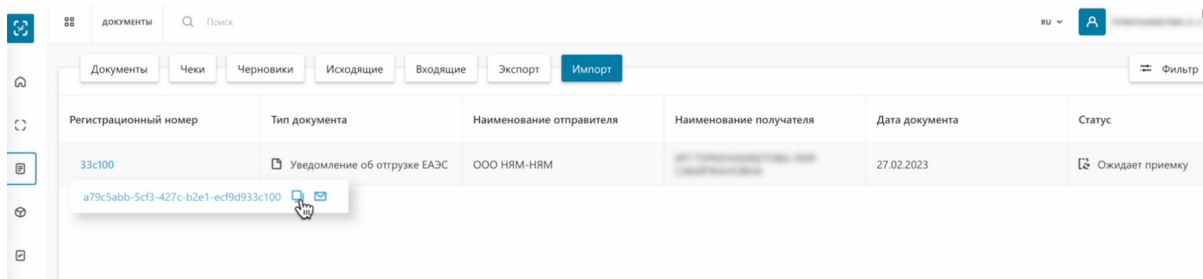 ДОКУМЕНТЫ Поиск RU А
Документы Чеки Черновики Исходящие Входящие Экспорт Импорт Фильтр
Регистрационный номер Тип документа Наименование отправителя Наименование получателя Дата документа Статус
33c100 Уведомление об отгрузке ЕАЭС ООО НЯМ-НЯМ 27.02.2023 Ожидает приемку
a79c5abb-5cf3-427c-b2e1-ecf9d933c100